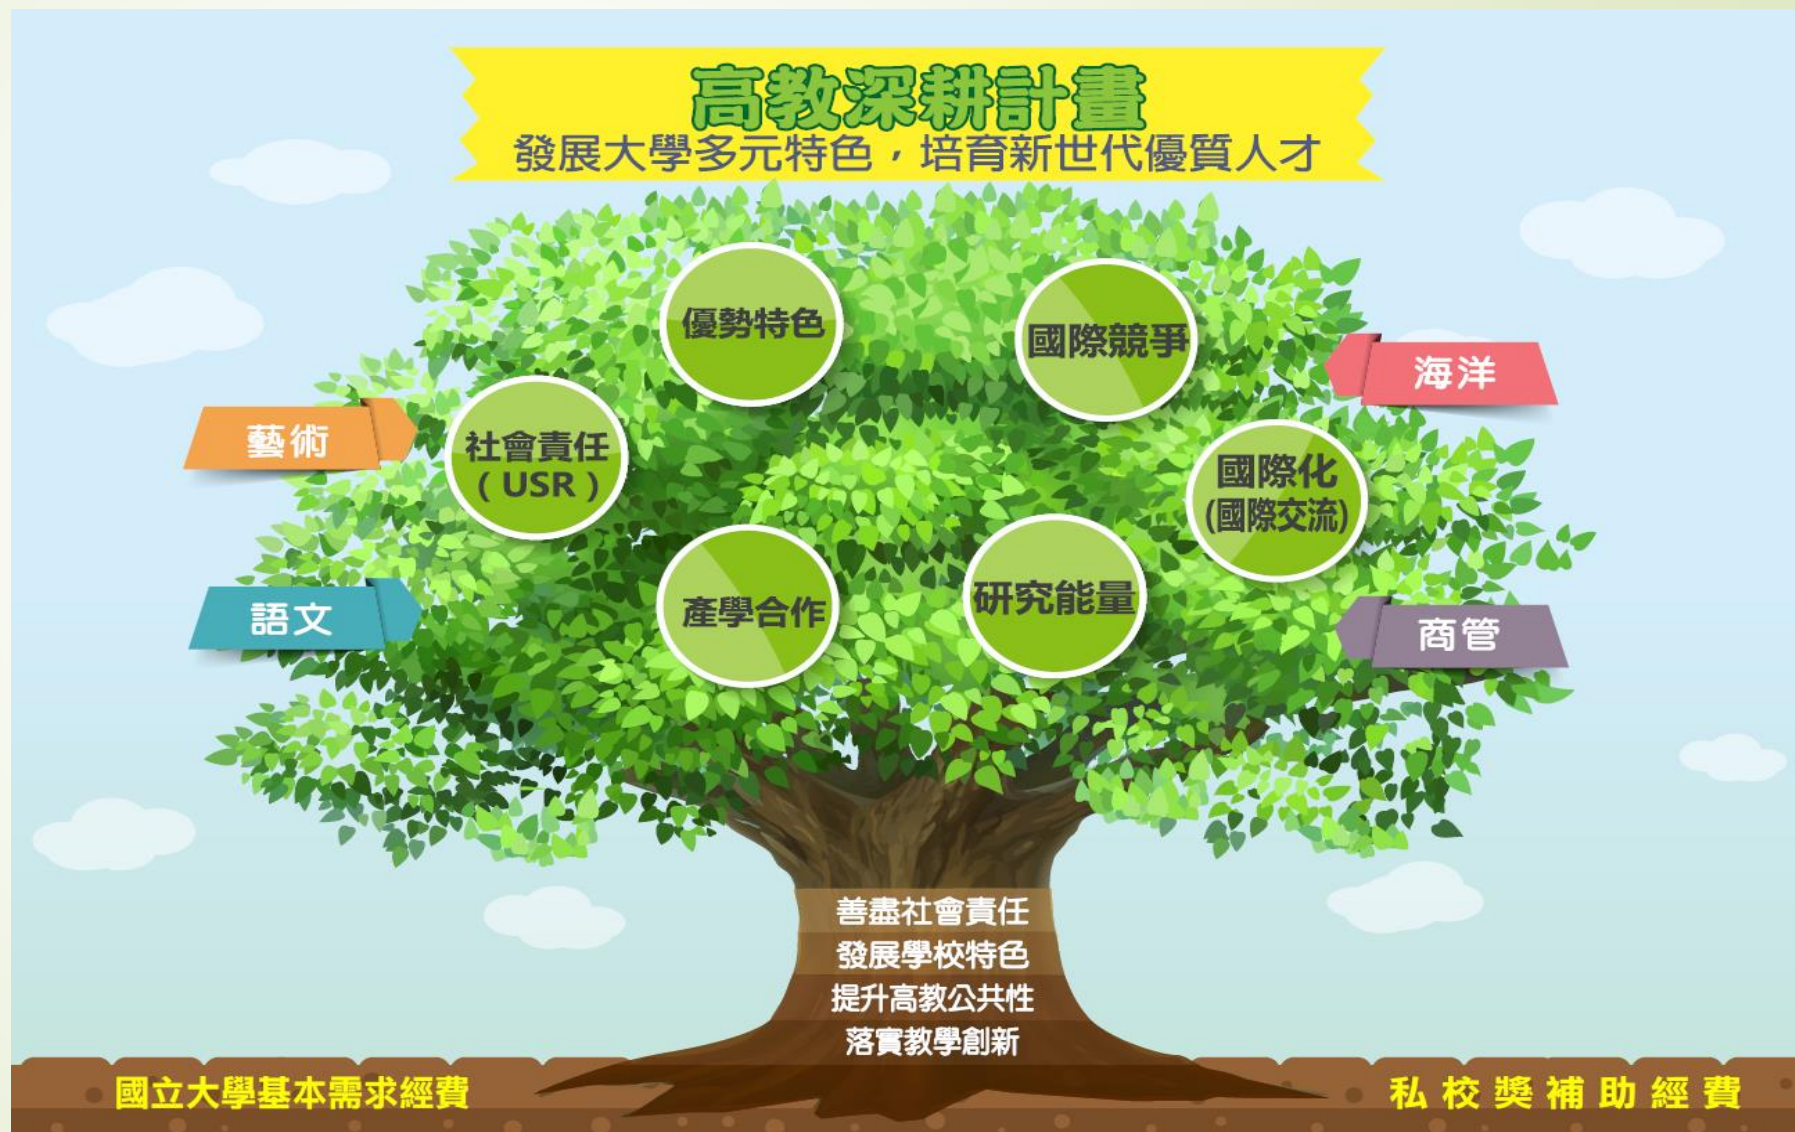 高教深耕計畫
發展大學多元特色，培育新世代優質人才
優勢特色
國際競爭
海洋
藝術
社會責任
（USR）
國際化
(國際交流)
語文
產學合作
研究能量
商管
善盡社會責任
發展學校特色
提升高教公共性
落實教學創新
國立大學基本需求經費
私校獎補助經費